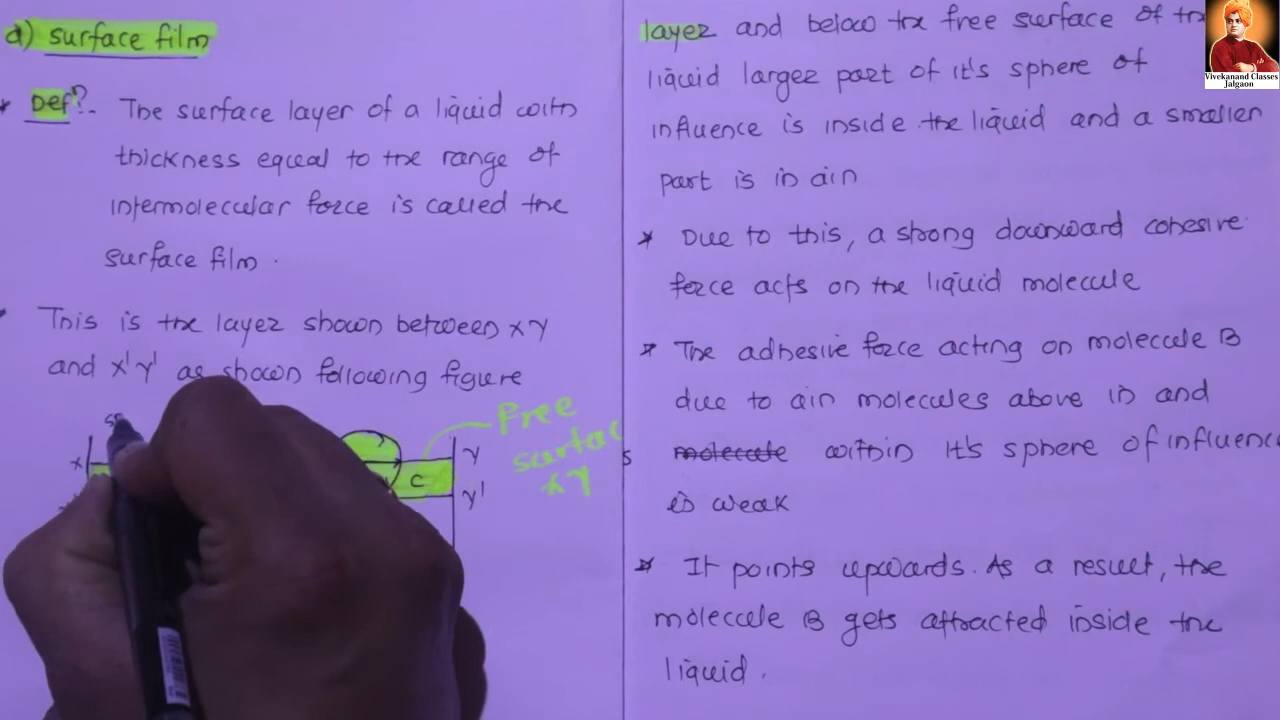 a) surface film
* Defn:- The surface layer of a liquid with
thickness equal to the range of
intermolecular force is called the
surface film.
This is the layer shown between XY
and X'Y' as shown following figure
Free
surfac
XY
X
Y
C
Y'
layer and below the free surface of the
liquid larger part of it's sphere of
influence is inside the liquid and a smaller
part is in air
* Due to this, a strong downward cohesive
force acts on the liquid molecule
* The adhesive force acting on molecule B
due to air molecules above it and
molecule within it's sphere of influence
is weak
* It points upwards. As a result, the
molecule B gets attracted inside the
liquid.
Vivekanand Classes
Jalgaon